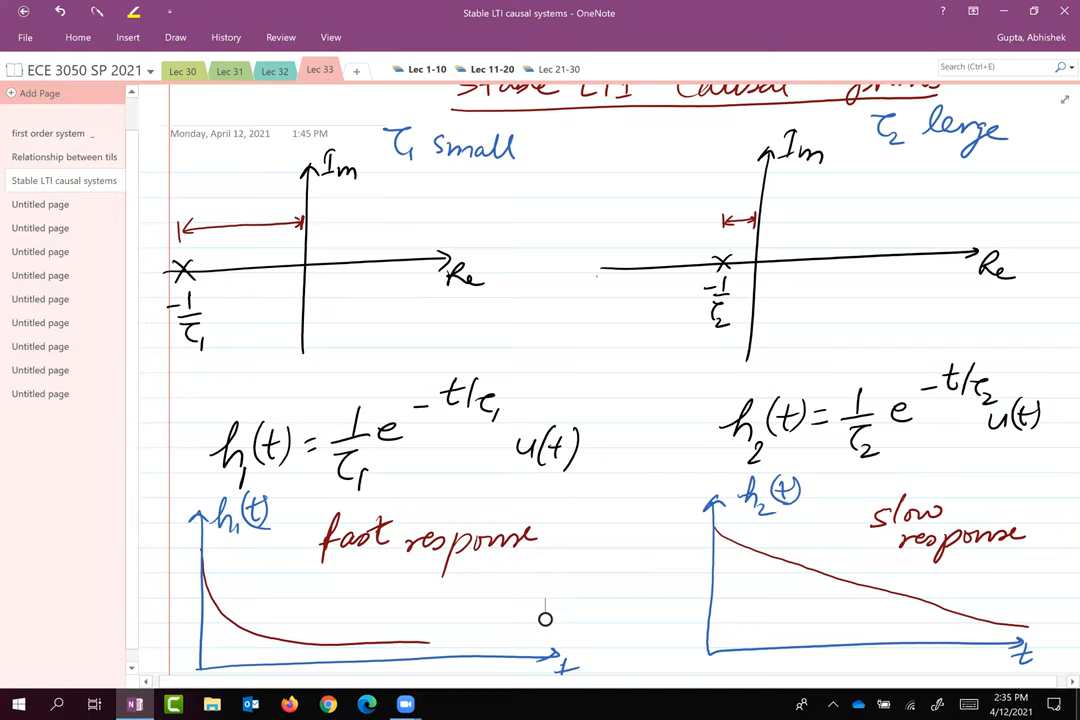 Stable LTI causal systems - OneNote
Gupta, Abhishek
File Home Insert Draw History Review View
ECE 3050 SP 2021 Lec 30 Lec 31 Lec 32 Lec 33 Lec 1-10 Lec 11-20 Lec 21-30
Search (Ctrl+E)
Add Page
first order system _
Relationship between tils
Stable LTI causal systems
Untitled page
Untitled page
Untitled page
Untitled page
Untitled page
Untitled page
Untitled page
Untitled page
Untitled page
Stable LTI Causal
Monday, April 12, 2021 1:45 PM
τ1 small
τ2 large
Im
Re
-1/τ1
Im
Re
-1/τ2
h1(t) = 1/τ1 e^-t/τ1 u(t)
h2(t) = 1/τ2 e^-t/τ2 u(t)
h1(t)
fast response
t
h2(t)
slow
response
t
2:35 PM
4/12/2021